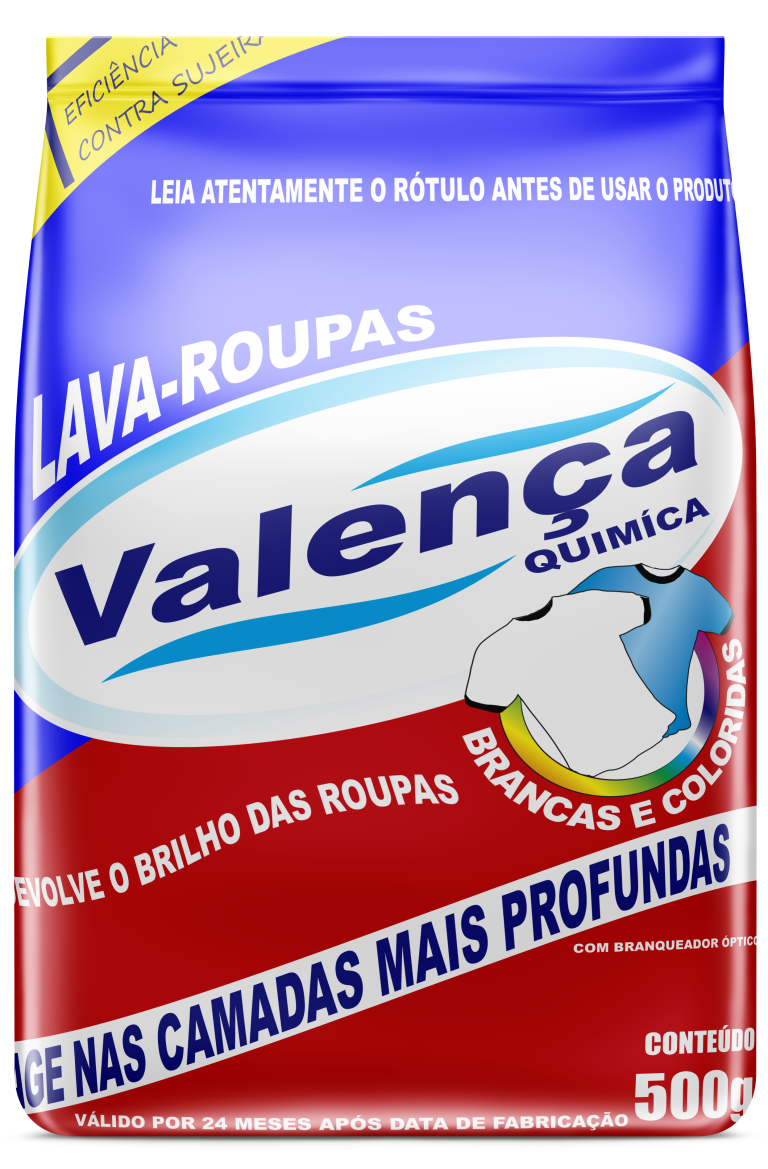 EFICIÊNCIA
CONTRA SUJEIRA
LEIA ATENTAMENTE O RÓTULO ANTES DE USAR O PRODUTO
LAVA-ROUPAS
Valença
QUIMÍCA
BRANCAS E COLORIDAS
EVOLVE O BRILHO DAS ROUPAS
AGE NAS CAMADAS MAIS PROFUNDAS
COM BRANQUEADOR ÓPTICO
CONTEÚDO
500g
VÁLIDO POR 24 MESES APÓS DATA DE FABRICAÇÃO